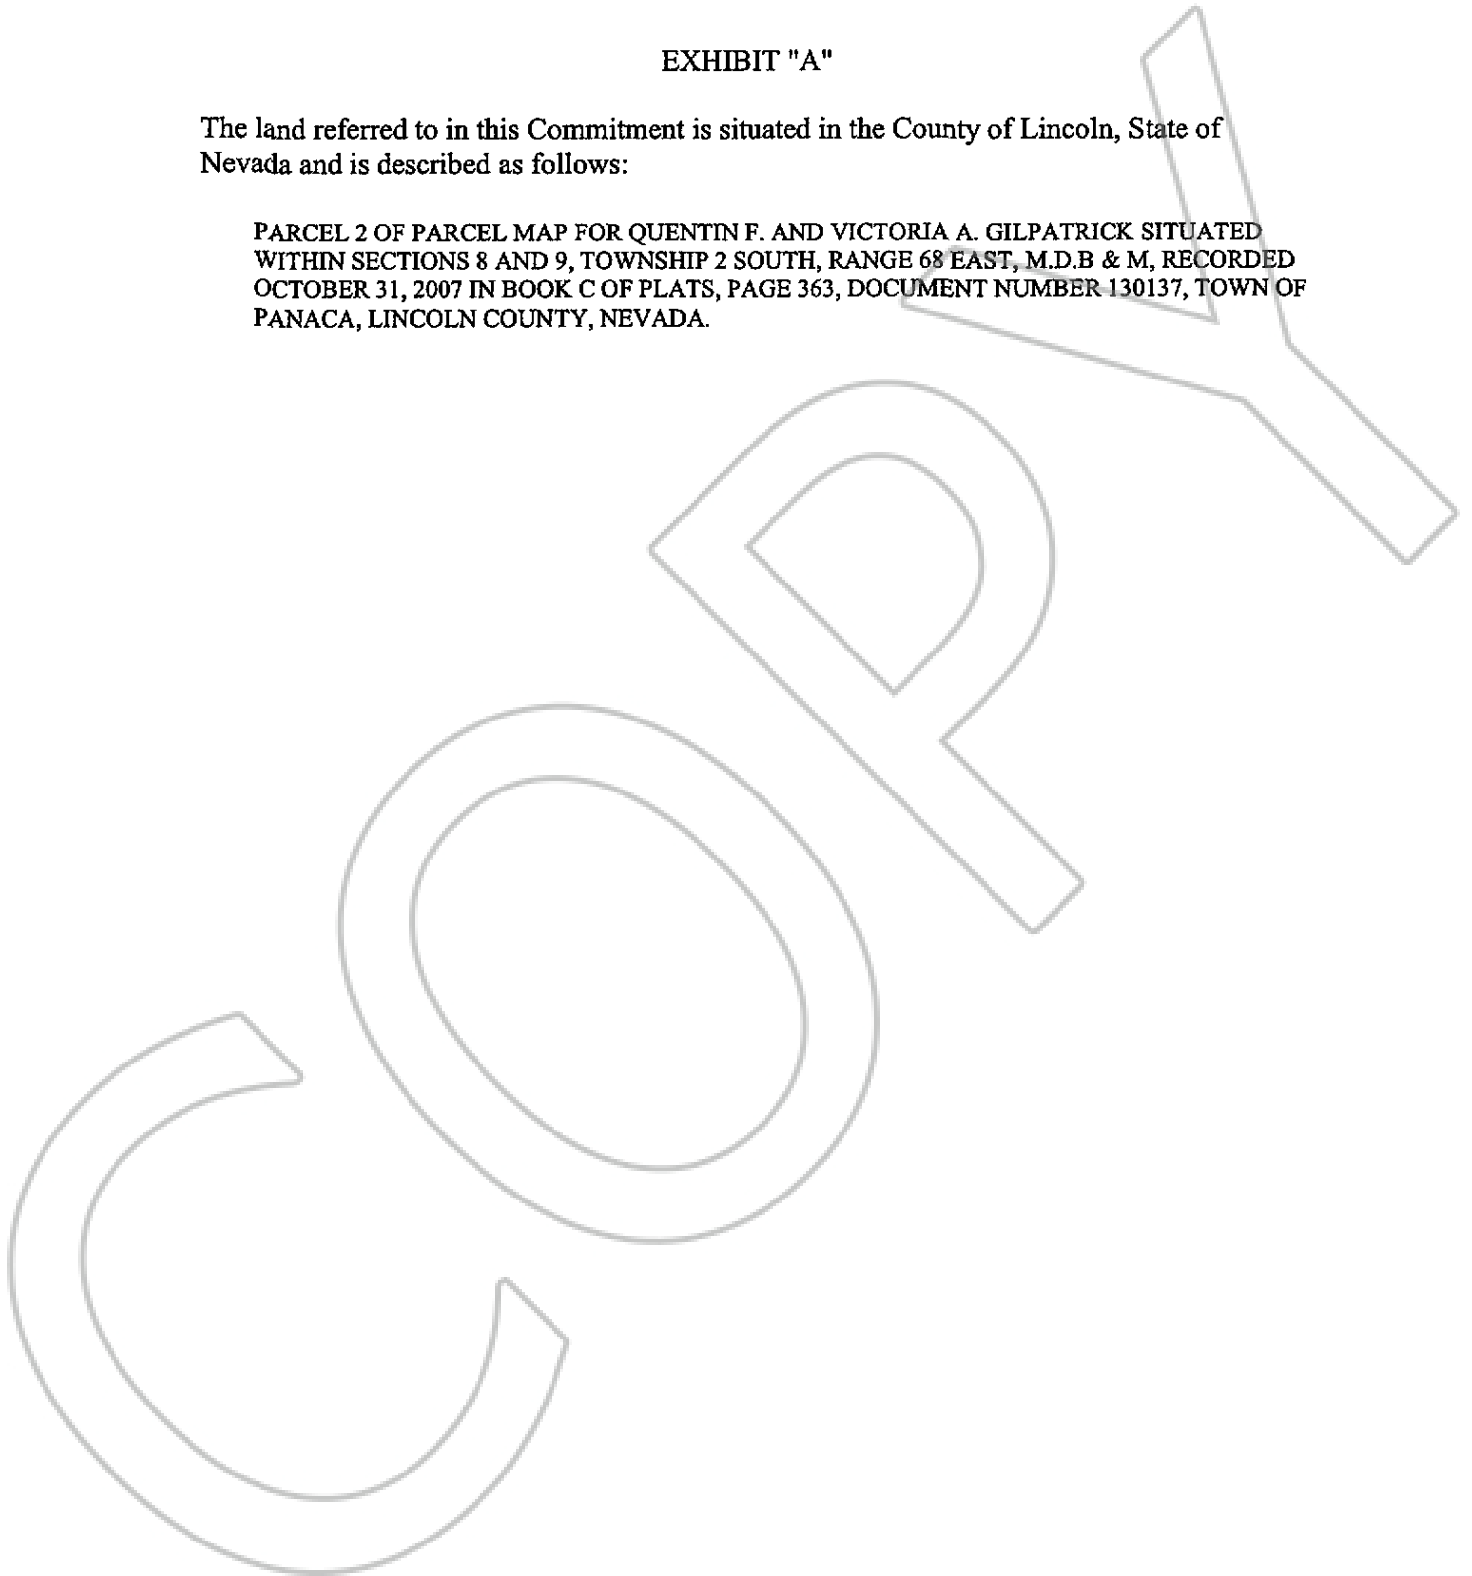 EXHIBIT "A"
The land referred to in this Commitment is situated in the County of Lincoln, State of
Nevada and is described as follows:
PARCEL 2 OF PARCEL MAP FOR QUENTIN F. AND VICTORIA A. GILPATRICK SITUATED
WITHIN SECTIONS 8 AND 9, TOWNSHIP 2 SOUTH, RANGE 68 EAST, M.D.B & M, RECORDED
OCTOBER 31, 2007 IN BOOK C OF PLATS, PAGE 363, DOCUMENT NUMBER 130137, TOWN OF
PANACA, LINCOLN COUNTY, NEVADA.
COPY